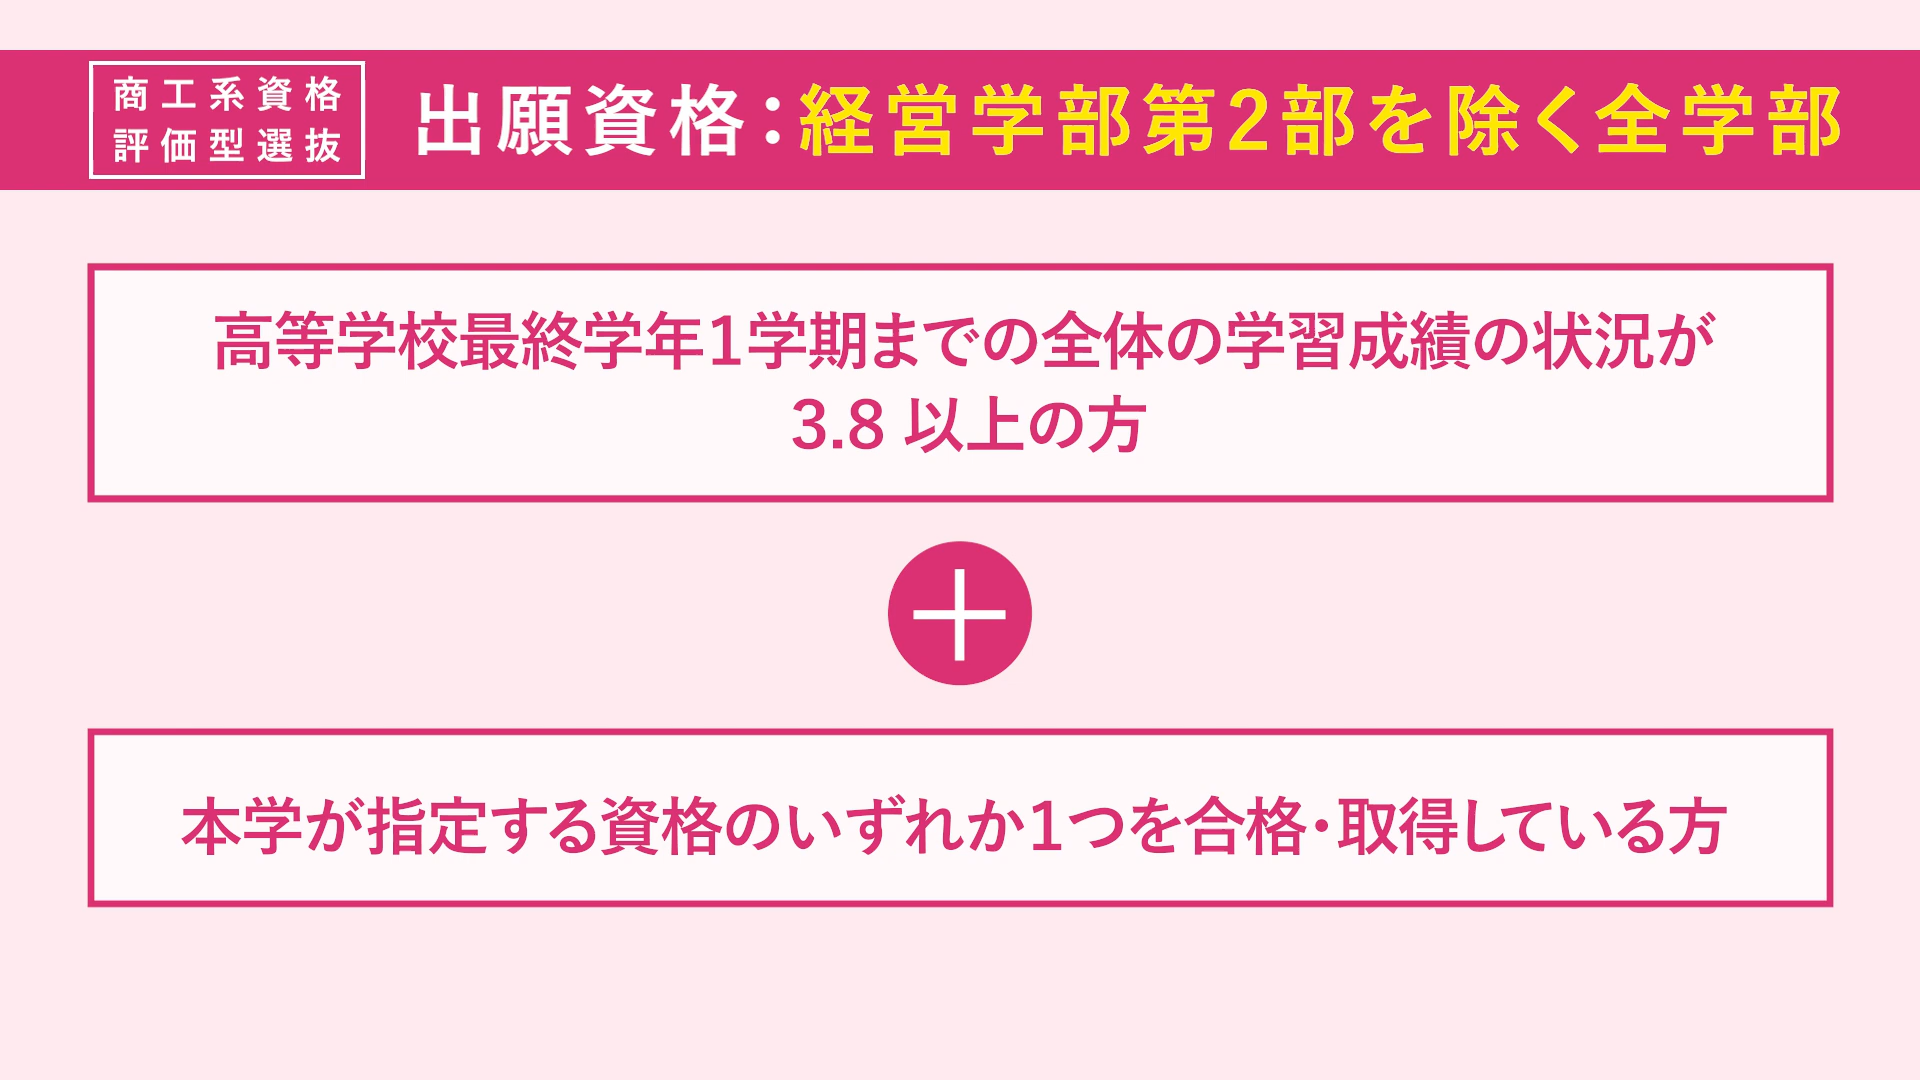 商工系資格
評価型選抜
出願資格：経営学部第2部を除く全学部
高等学校最終学年1学期までの全体の学習成績の状況が
3.8 以上の方
本学が指定する資格のいずれか1つを合格・取得している方